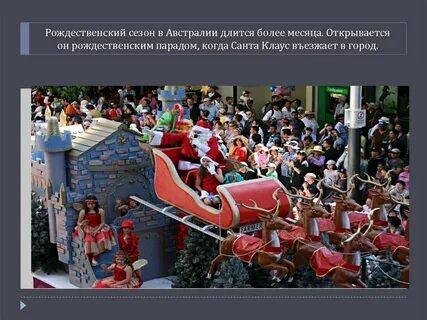 Рождественский сезон в Австралии длится более месяца. Открывается
он рождественским парадом, когда Санта Клаус въезжает в город.